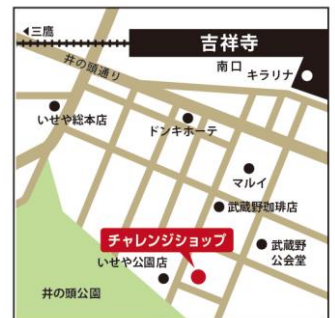 ◀三鷹
吉祥寺
南口
キラリナ
井の頭通り
いせや総本店
ドンキホーテ
マルイ
武蔵野珈琲店
チャレンジショップ
武蔵野
公会堂
いせや公園店
井の頭公園